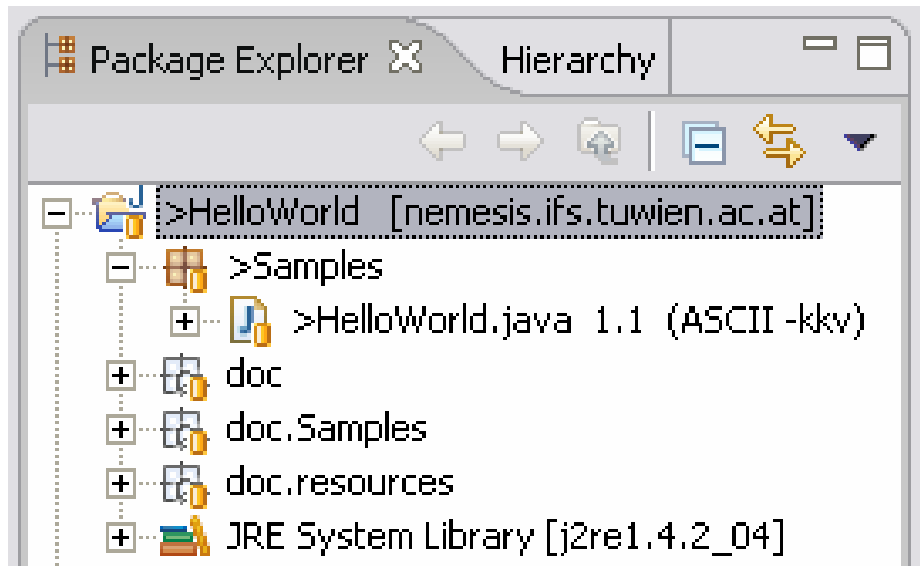 Package Explorer Hierarchy
>HelloWorld [nemesis.ifs.tuwien.ac.at]
>Samples
>HelloWorld.java 1.1 (ASCII -kkv)
doc
doc.Samples
doc.resources
JRE System Library [j2re1.4.2_04]